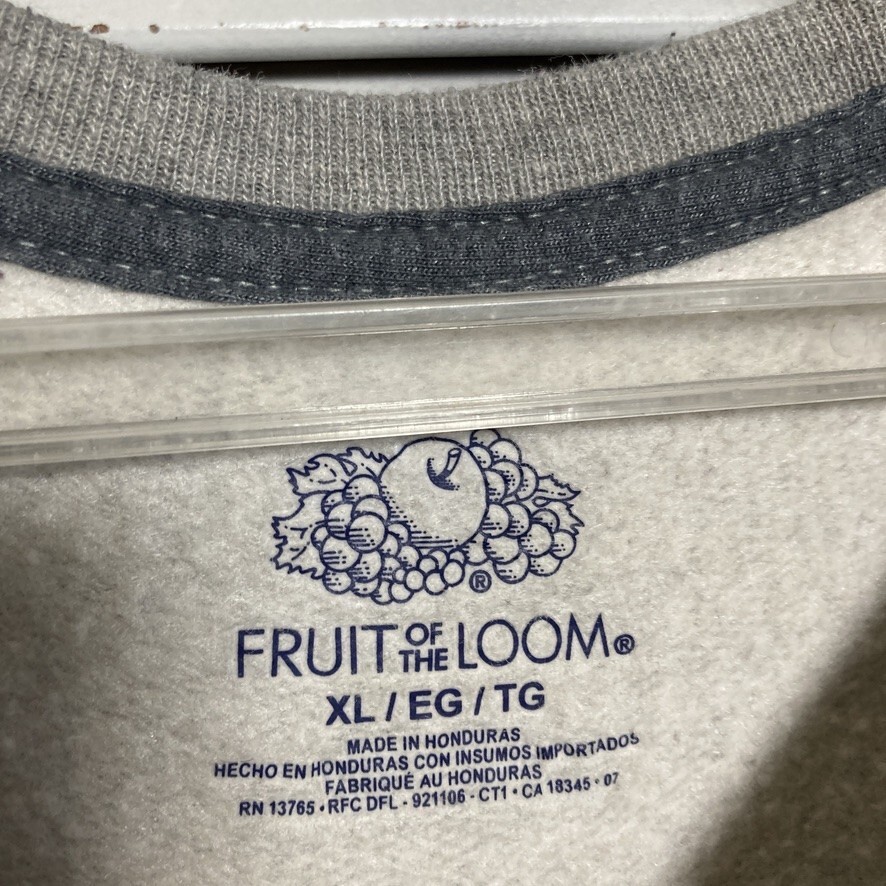 ®
FRUIT OF THE LOOM®
XL / EG / TG
MADE IN HONDURAS
HECHO EN HONDURAS CON INSUMOS IMPORTADOS
FABRIQUÉ AU HONDURAS
RN 13765 • RFC DFL - 921106 - CT1 • CA 18345 • 07